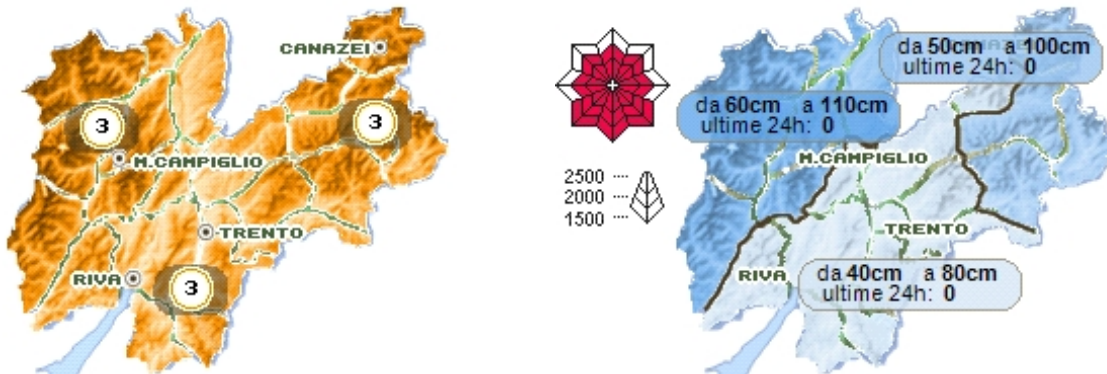 CANAZEI
3
3
M.CAMPIGLIO
TRENTO
RIVA
3
da 50cm a 100cm
ultime 24h: 0
da 60cm a 110cm
ultime 24h: 0
M.CAMPIGLIO
2500
2000
1500
TRENTO
RIVA
da 40cm a 80cm
ultime 24h: 0